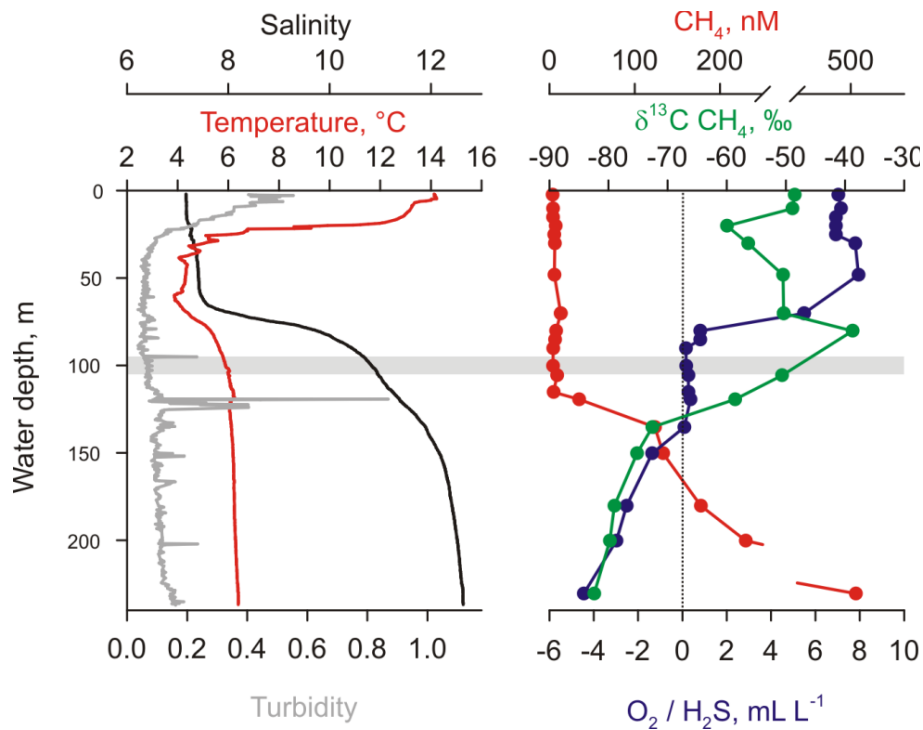 Salinity
6 8 10 12
Temperature, °C
2 4 6 8 10 12 14 16
CH₄, nM
0 100 200 500
δ¹³C CH₄, ‰
-90 -80 -70 -60 -50 -40 -30
Water depth, m
0
50
100
150
200
0.0 0.2 0.4 0.6 0.8 1.0
Turbidity
-6 -4 -2 0 2 4 6 8 10
O₂ / H₂S, mL L⁻¹